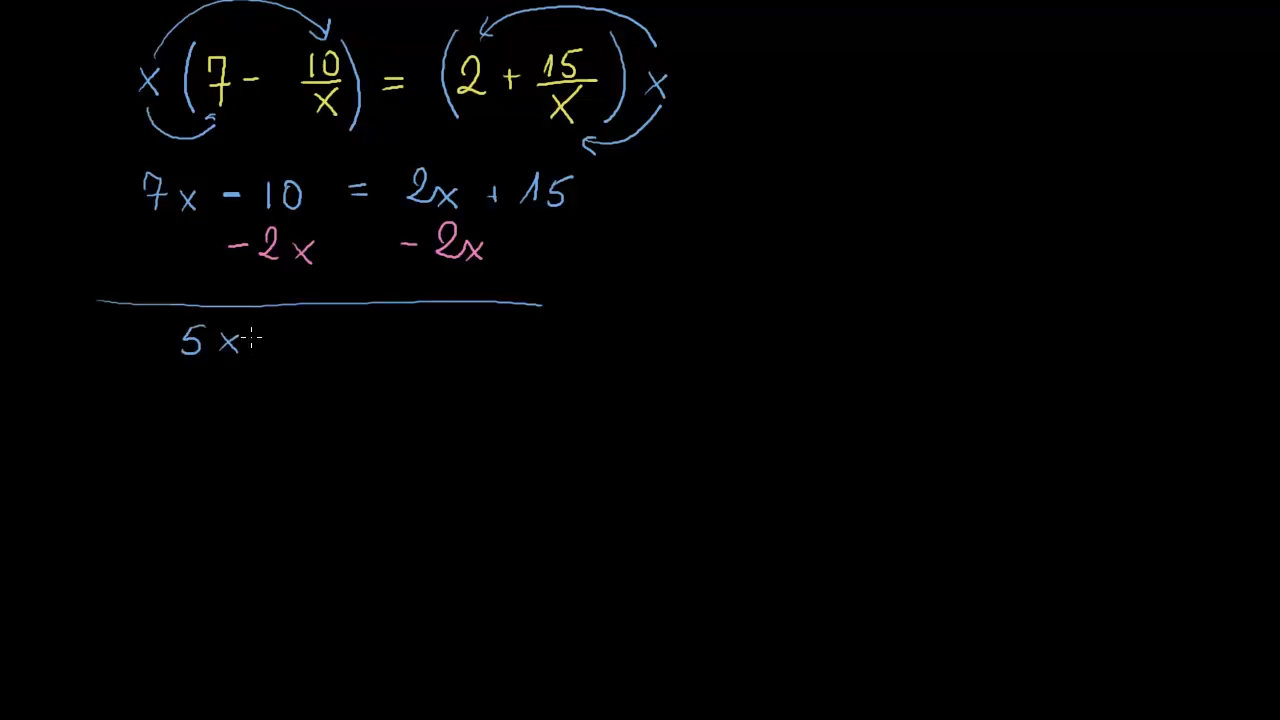 x (7 - 10/x) = (2 + 15/x) x
7x - 10 = 2x + 15
- 2x - 2x
5x